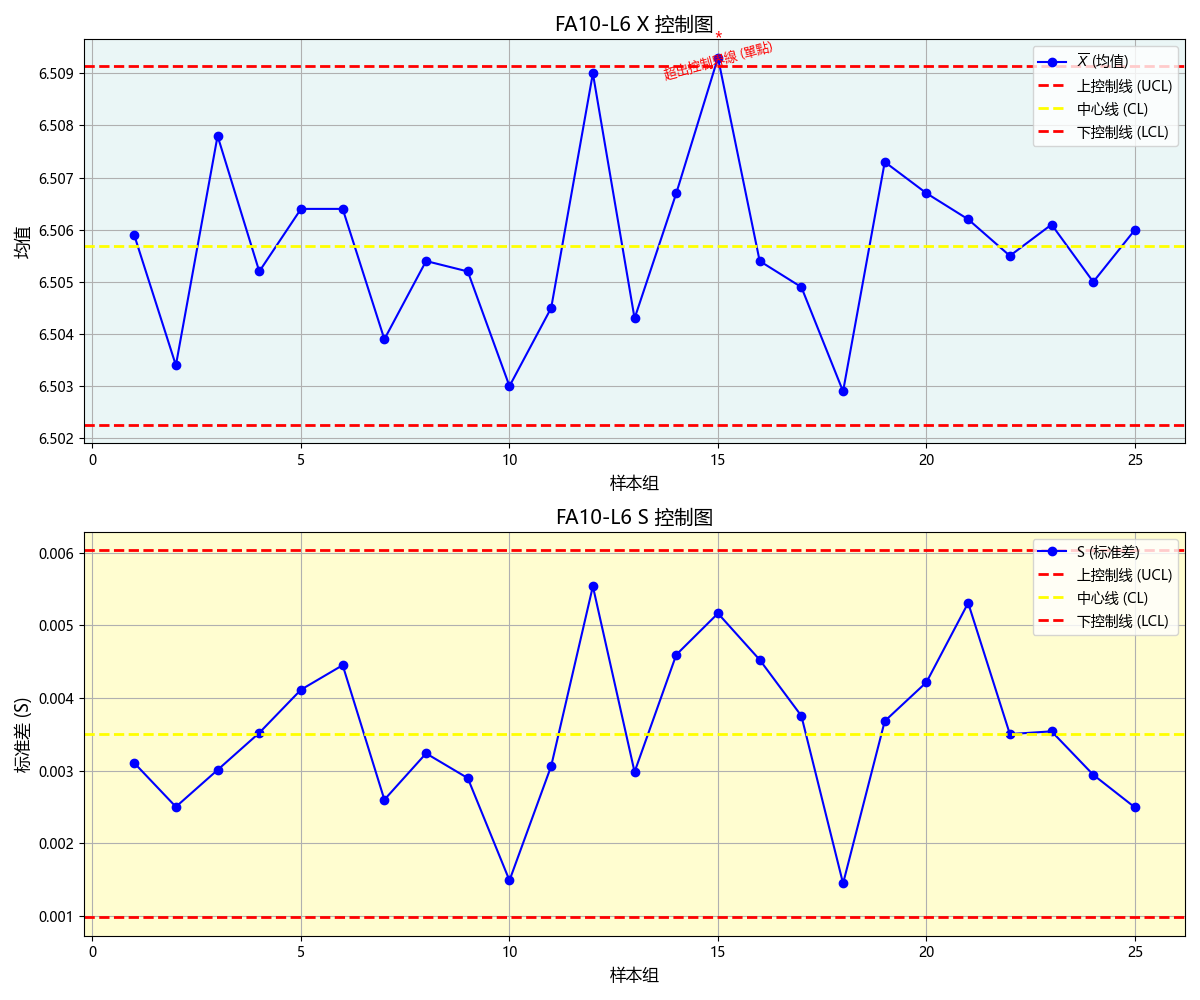 FA10-L6 X 控制图
*
超出控制界線 (單點)
X (均值)
上控制线 (UCL)
中心线 (CL)
下控制线 (LCL)
6.509
6.508
6.507
6.506
6.505
6.504
6.503
6.502
均值
0 5 10 15 20 25
样本组
FA10-L6 S 控制图
S (标准差)
上控制线 (UCL)
中心线 (CL)
下控制线 (LCL)
0.006
0.005
0.004
0.003
0.002
0.001
标准差 (S)
0 5 10 15 20 25
样本组